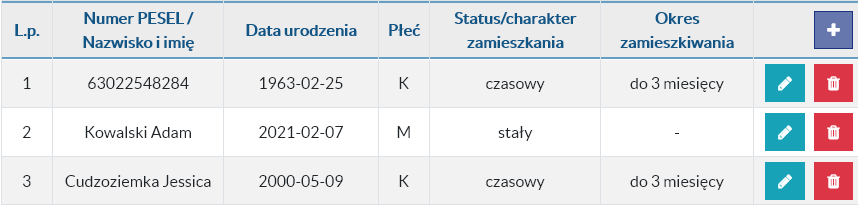 L.p. Numer PESEL / Nazwisko i imię Data urodzenia Płeć Status/charakter zamieszkania Okres zamieszkiwania
1 63022548284 1963-02-25 K czasowy do 3 miesięcy
2 Kowalski Adam 2021-02-07 M stały -
3 Cudzoziemka Jessica 2000-05-09 K czasowy do 3 miesięcy